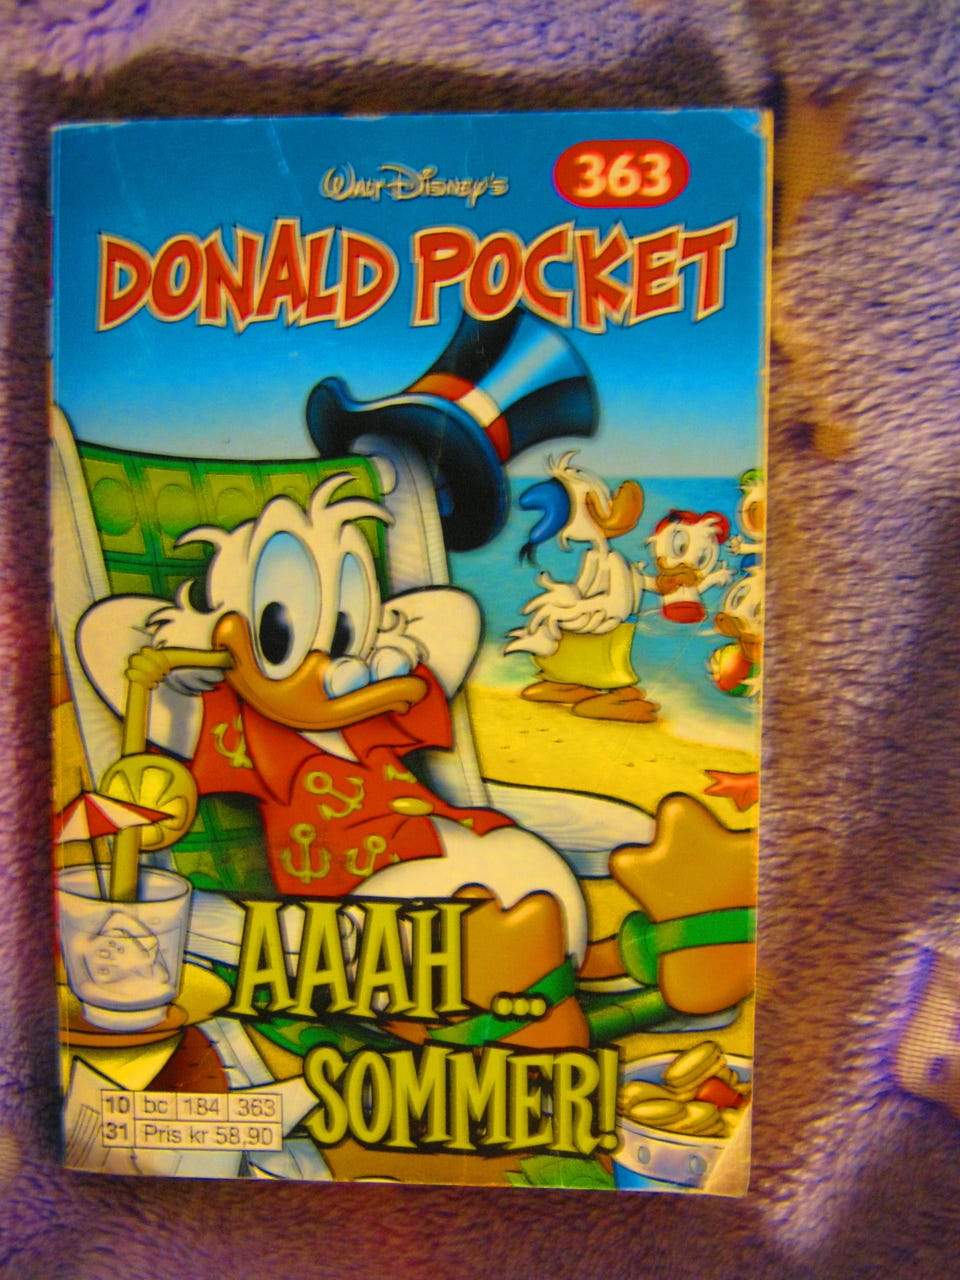 Walt Disney's
363
DONALD POCKET
AAAH ...
SOMMER!
10 bc 184 363
31 Pris kr 58,90